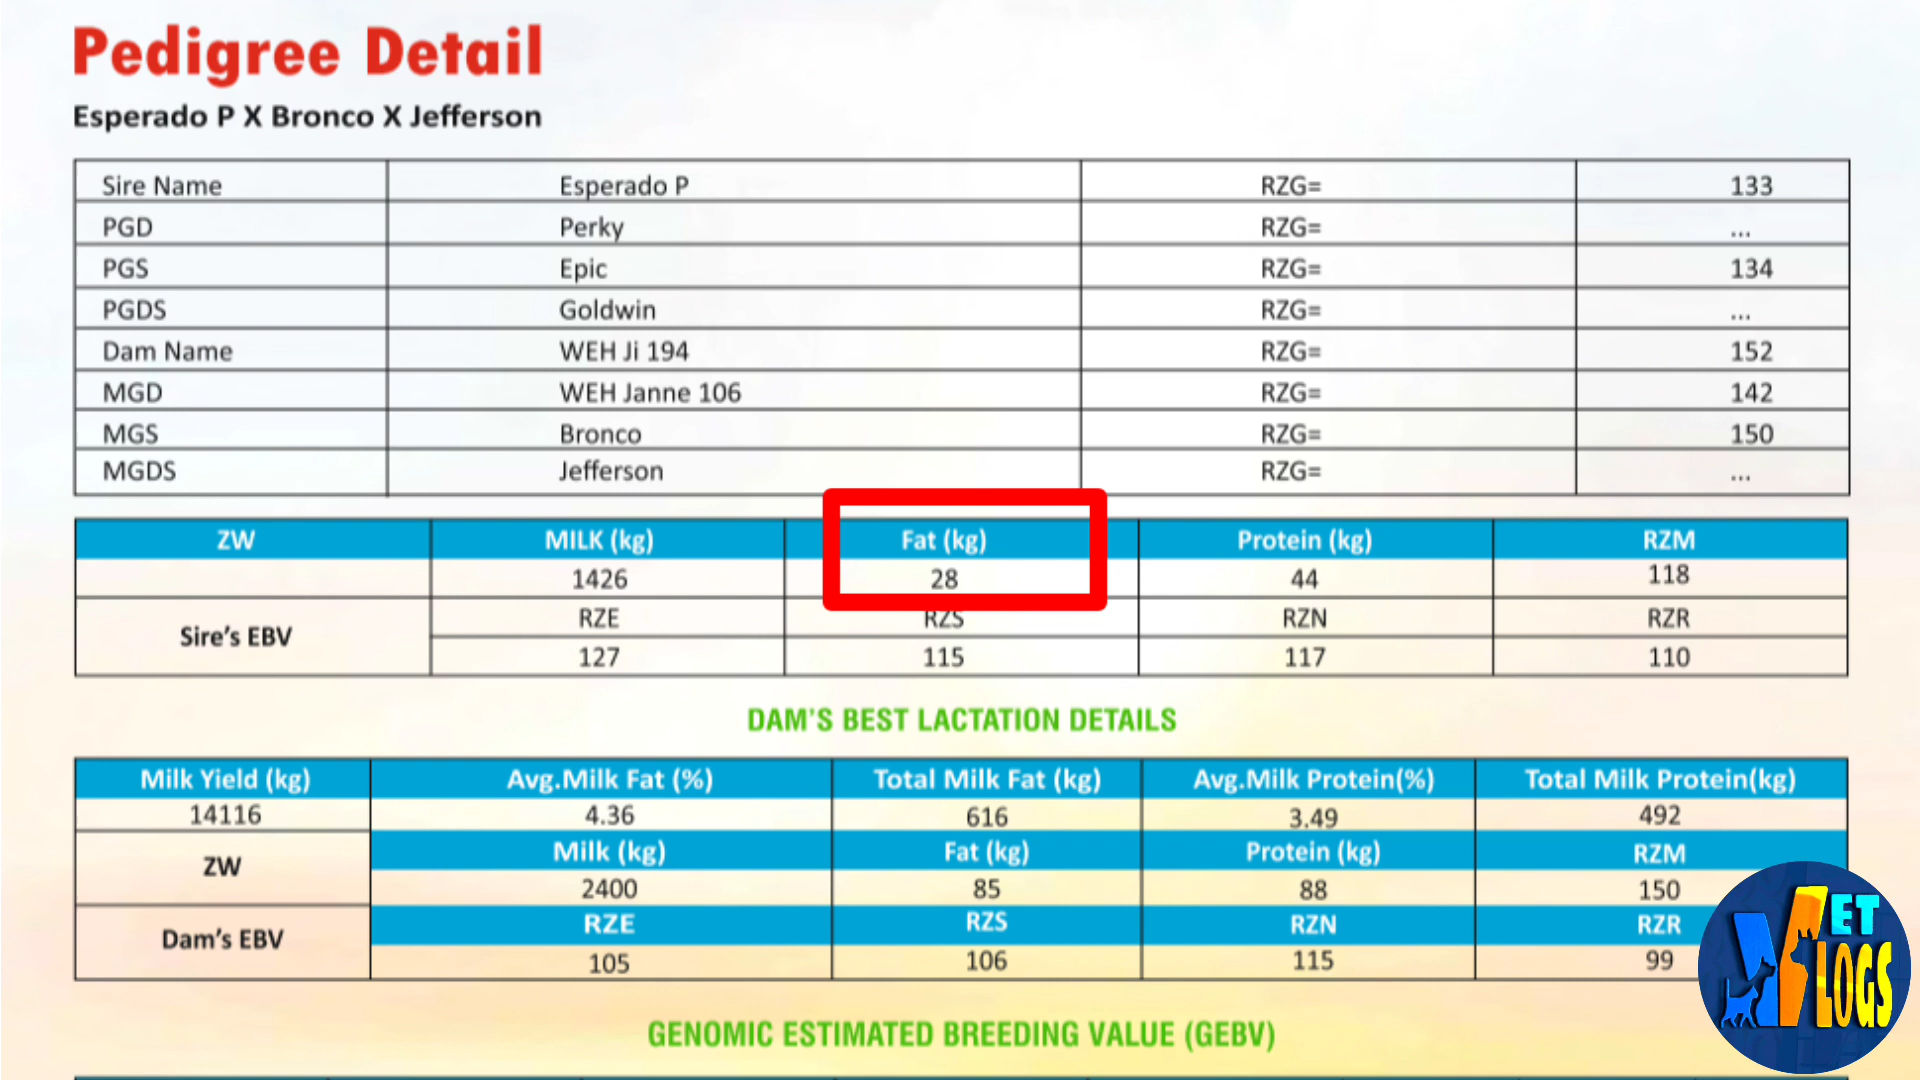 Pedigree Detail
Esperado P X Bronco X Jefferson
Sire Name Esperado P RZG= 133
PGD Perky RZG= ...
PGS Epic RZG= 134
PGDS Goldwin RZG= ...
Dam Name WEH Ji 194 RZG= 152
MGD WEH Janne 106 RZG= 142
MGS Bronco RZG= 150
MGDS Jefferson RZG= ...
ZW MILK (kg) Fat (kg) Protein (kg) RZM
1426 28 44 118
Sire's EBV RZE RZS RZN RZR
127 115 117 110
DAM'S BEST LACTATION DETAILS
Milk Yield (kg) Avg.Milk Fat (%) Total Milk Fat (kg) Avg.Milk Protein(%) Total Milk Protein(kg)
14116 4.36 616 3.49 492
ZW Milk (kg) Fat (kg) Protein (kg) RZM
2400 85 88 150
Dam's EBV RZE RZS RZN RZR
105 106 115 99
GENOMIC ESTIMATED BREEDING VALUE (GEBV)
VET
VLOGS